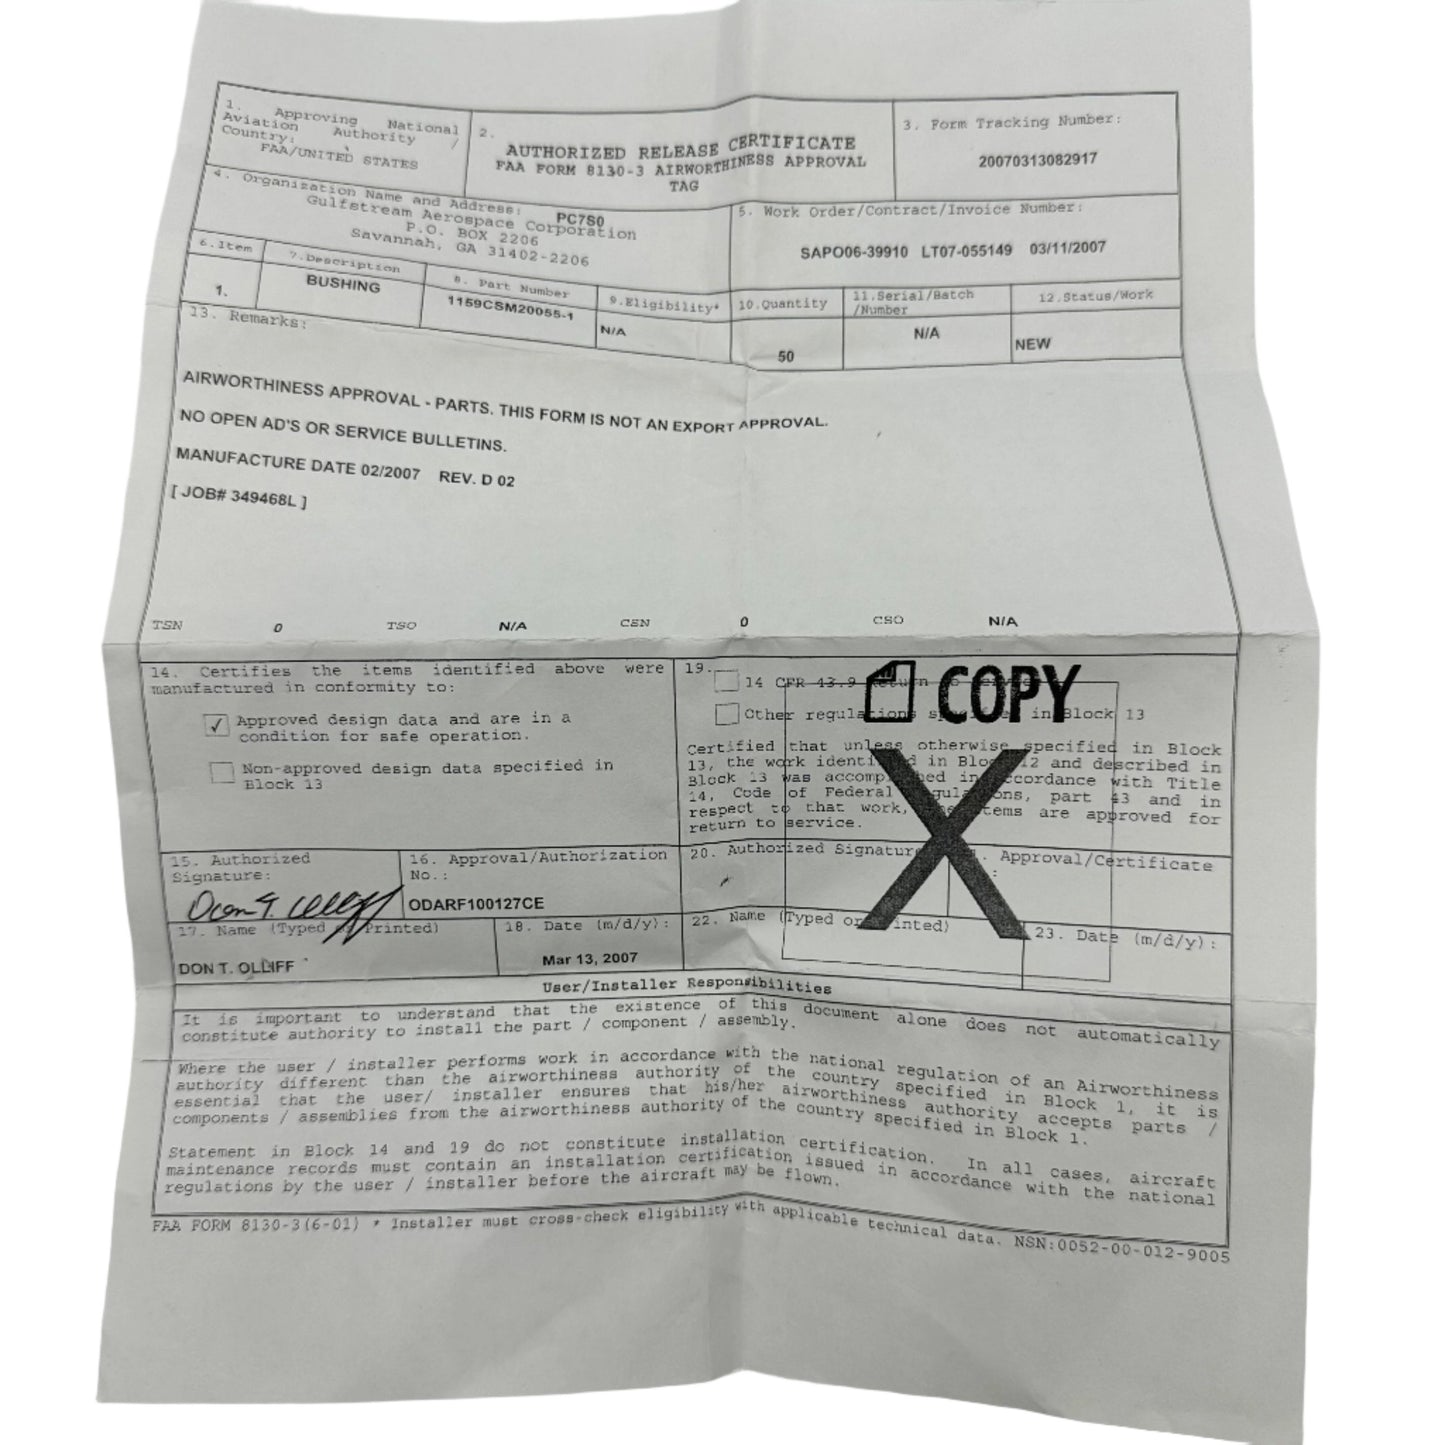 1. Approving National
Aviation Authority /
Country:
FAA/UNITED STATES
2.
AUTHORIZED RELEASE CERTIFICATE
FAA FORM 8130-3 AIRWORTHINESS APPROVAL
TAG
3. Form Tracking Number:
20070313082917
4. Organization Name and Address: PC7S0
Gulfstream Aerospace Corporation
P.O. BOX 2206
Savannah, GA 31402-2206
5. Work Order/Contract/Invoice Number:
SAPO06-39910 LT07-055149 03/11/2007
6.Item
1.
7.Description
BUSHING
8. Part Number
1159CSM20055-1
9.Eligibility*
N/A
10.Quantity
50
11.Serial/Batch
/Number
N/A
12.Status/Work
NEW
13. Remarks:
AIRWORTHINESS APPROVAL - PARTS. THIS FORM IS NOT AN EXPORT APPROVAL.
NO OPEN AD'S OR SERVICE BULLETINS.
MANUFACTURE DATE 02/2007 REV. D 02
[ JOB# 349468L ]
TSN 0 TSO N/A CSN 0 CSO N/A
14. Certifies the items identified above were
manufactured in conformity to:
✓ Approved design data and are in a
condition for safe operation.
Non-approved design data specified in
Block 13
19.
14 CFR 43.9 Return to
Other regulations specified in Block 13
COPY
X
Certified that unless otherwise specified in Block
13, the work identified in Block 12 and described in
Block 13 was accomplished in accordance with Title
14, Code of Federal Regulations, part 43 and in
respect to that work, the items are approved for
return to service.
15. Authorized
Signature:
16. Approval/Authorization
No.:
ODARF100127CE
20. Authorized Signature
Approval/Certificate
:
17. Name (Typed or Printed)
DON T. OLLIFF
18. Date (m/d/y):
Mar 13, 2007
22. Name (Typed or Printed)
23. Date (m/d/y):
User/Installer Responsibilities
It is important to understand that the existence of this document alone does not automatically
constitute authority to install the part / component / assembly.
Where the user / installer performs work in accordance with the national regulation of an Airworthiness
authority different than the airworthiness authority of the country specified in Block 1, it is
essential that the user/ installer ensures that his/her airworthiness authority accepts parts /
components / assemblies from the airworthiness authority of the country specified in Block 1.
Statement in Block 14 and 19 do not constitute installation certification. In all cases, aircraft
maintenance records must contain an installation certification issued in accordance with the national
regulations by the user / installer before the aircraft may be flown.
FAA FORM 8130-3(6-01) * Installer must cross-check eligibility with applicable technical data. NSN:0052-00-012-9005